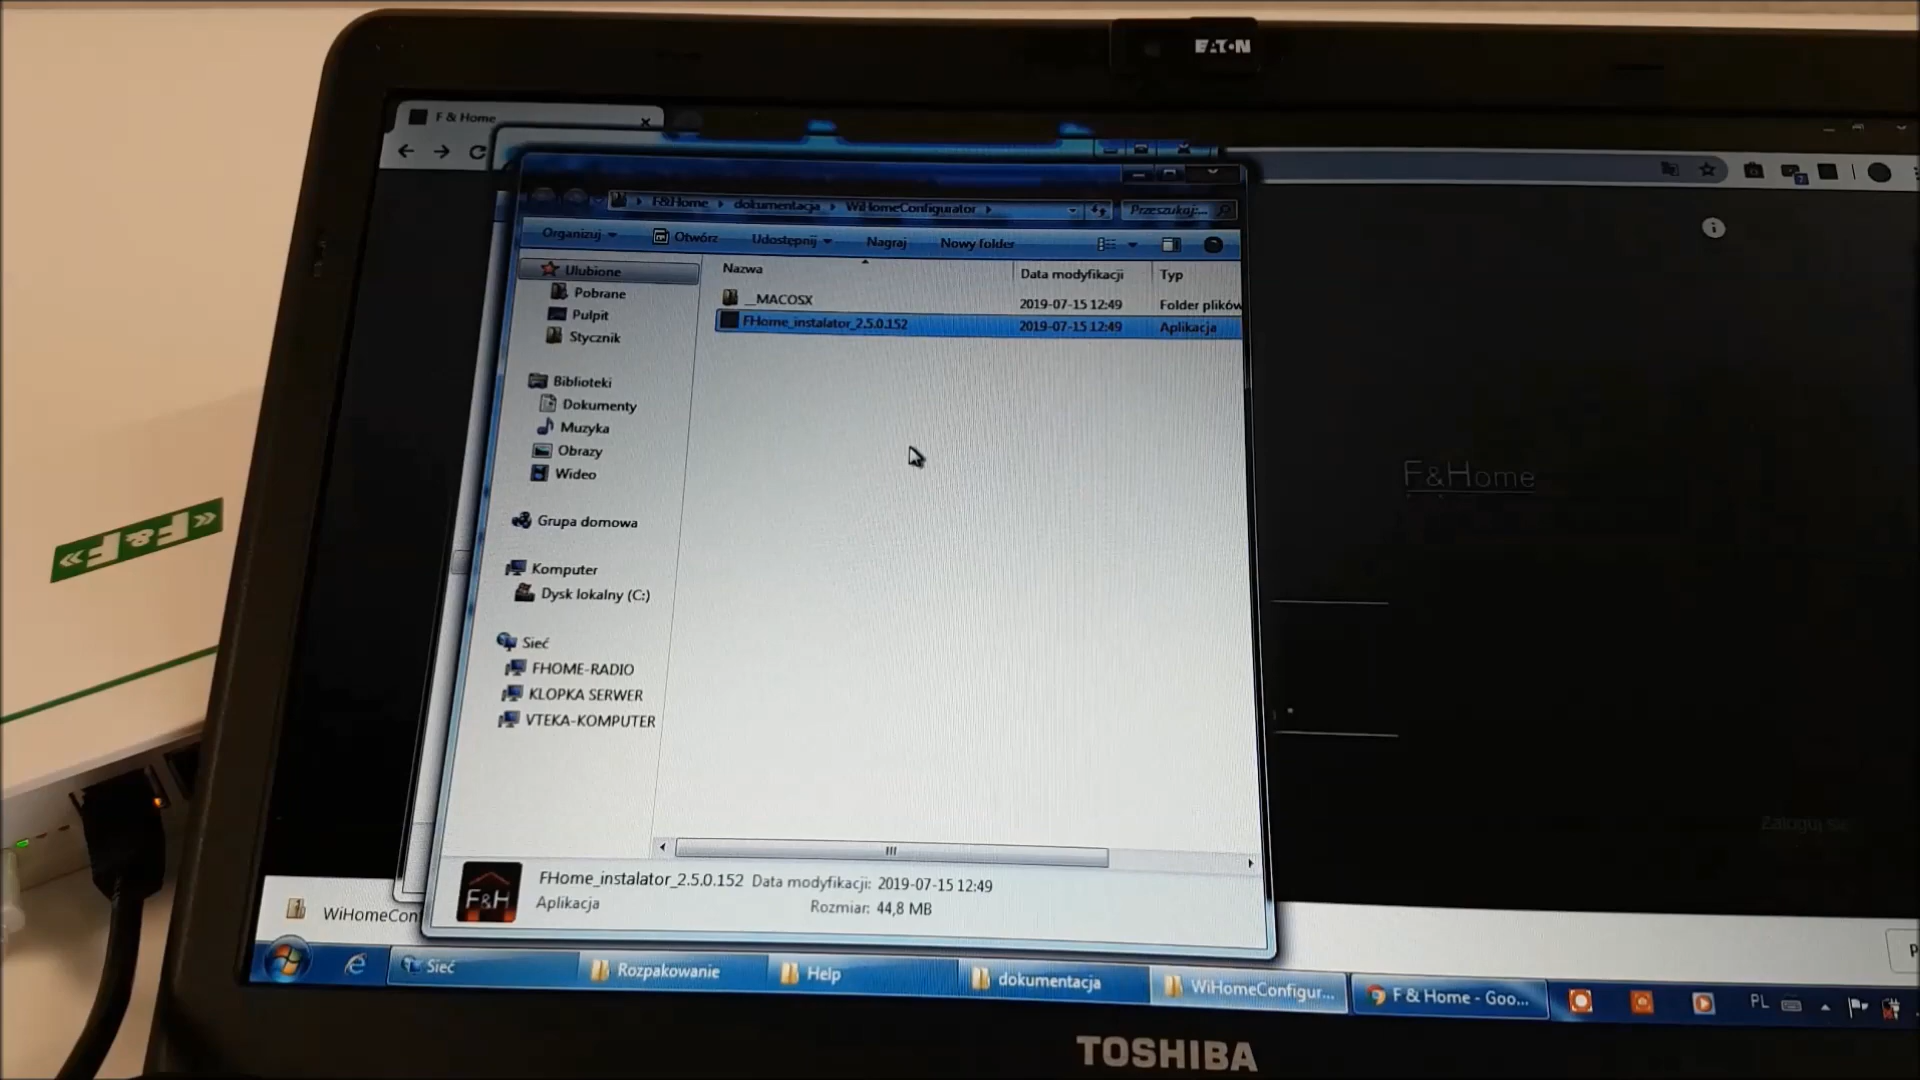 EATON
F & Home
F&Home dokumentacja WiHomeConfigurator
Przeszukaj:...
Organizuj Otwórz Udostępnij Nagraj Nowy folder
Nazwa Data modyfikacji Typ
__MACOSX 2019-07-15 12:49 Folder plików
FHome_instalator_2.5.0.152 2019-07-15 12:49 Aplikacja
Ulubione
Pobrane
Pulpit
Stycznik
Biblioteki
Dokumenty
Muzyka
Obrazy
Wideo
Grupa domowa
Komputer
Dysk lokalny (C:)
Sieć
FHOME-RADIO
KLOPKA SERWER
VTEKA-KOMPUTER
F&Home
«F&F»
Zaloguj się
F&H
FHome_instalator_2.5.0.152 Data modyfikacji: 2019-07-15 12:49
Aplikacja Rozmiar: 44,8 MB
WiHomeCon
Sieć Rozpakowanie Help dokumentacja WiHomeConfigur... F & Home - Goo... PL
TOSHIBA